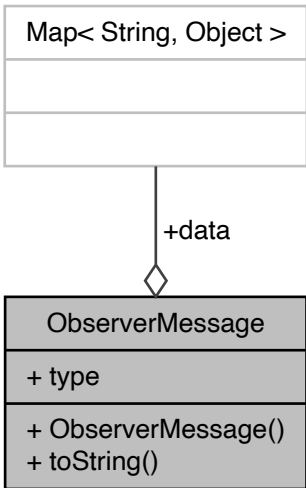 Map< String, Object >
+data
ObserverMessage
+ type
+ ObserverMessage()
+ toString()